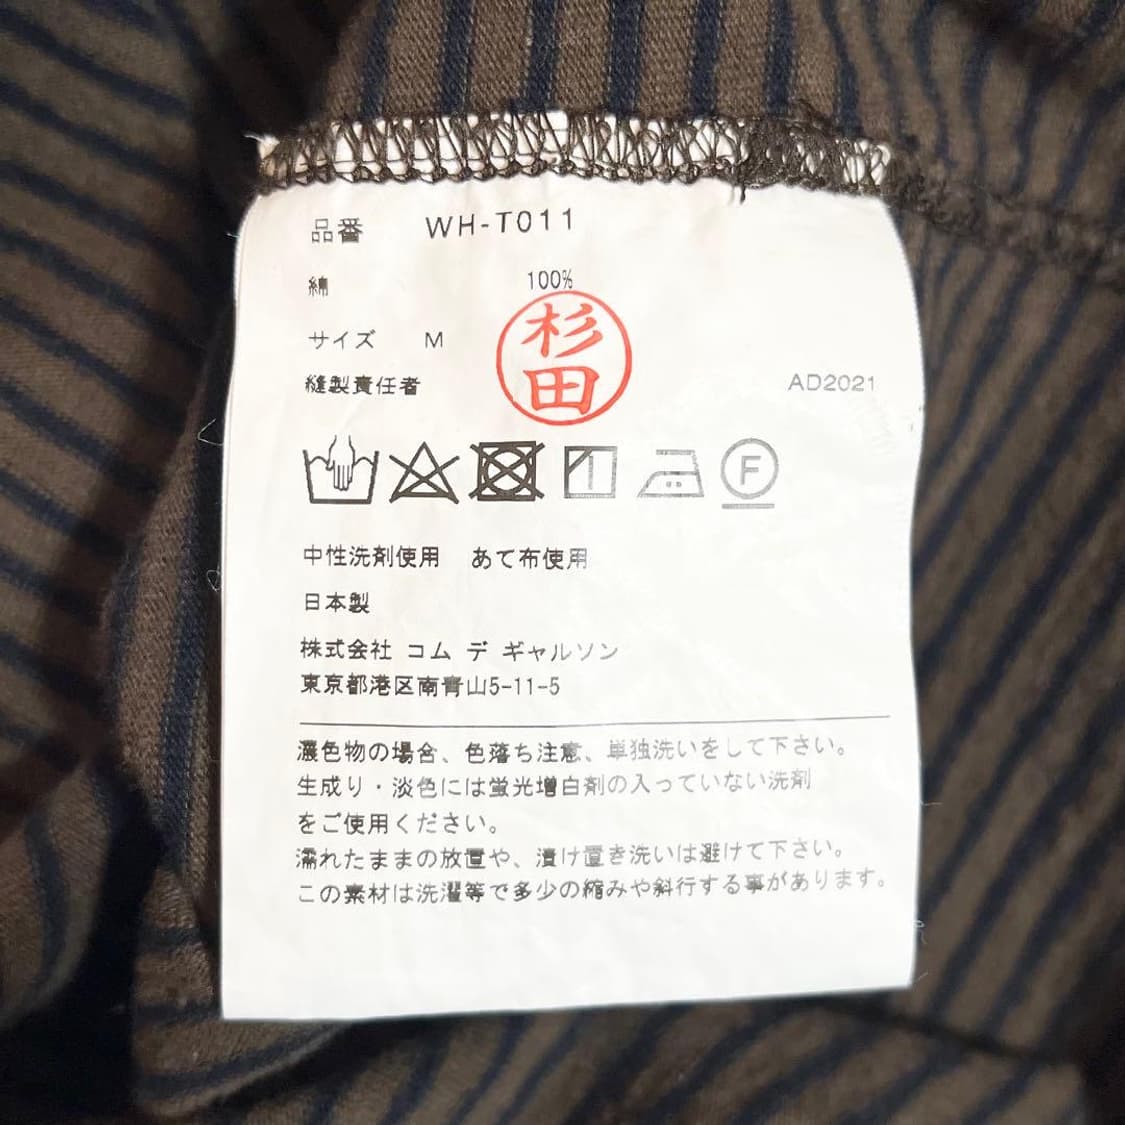 品番 WH-T011
綿 100%
サイズ M
杉田
縫製責任者 AD2021
F
中性洗剤使用 あて布使用
日本製
株式会社 コム デ ギャルソン
東京都港区南青山5-11-5
濃色物の場合、色落ち注意、単独洗いをして下さい。
生成り・淡色には蛍光増白剤の入っていない洗剤
をご使用ください。
濡れたままの放置や、漬け置き洗いは避けて下さい。
この素材は洗濯等で多少の縮みや斜行する事があります。